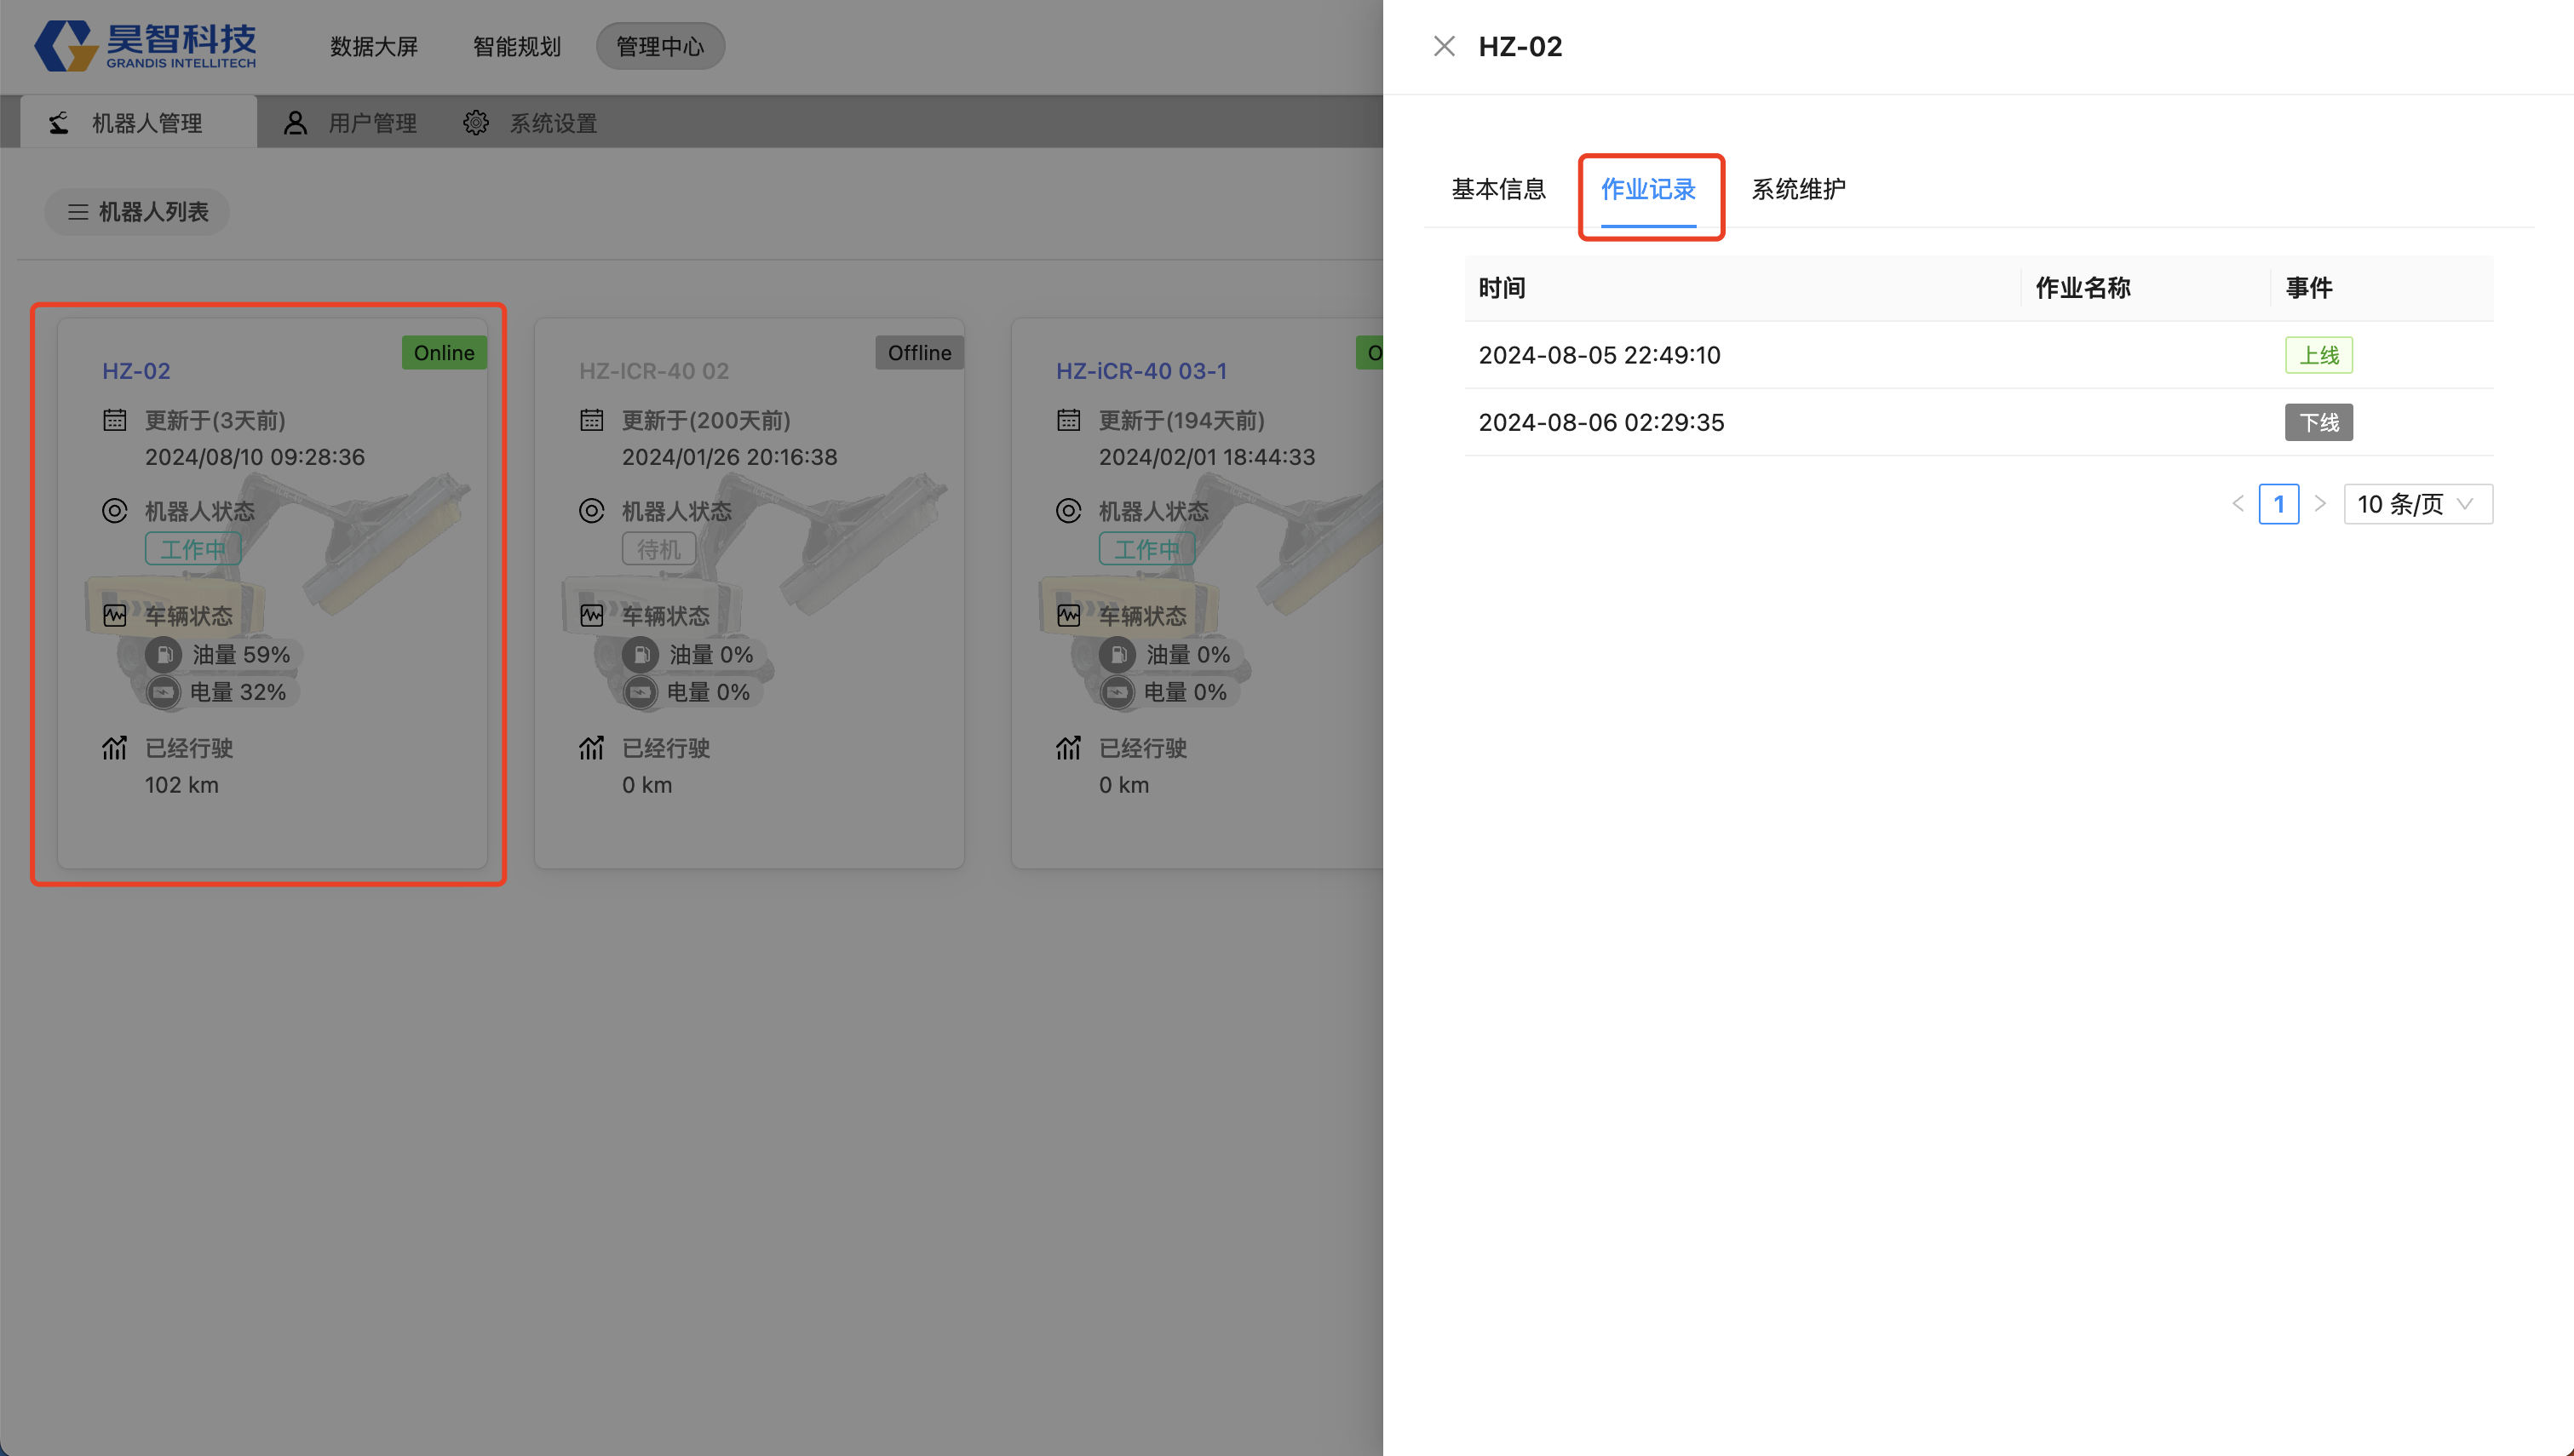 昊智科技
GRANDIS INTELLITECH
数据大屏
智能规划
管理中心
机器人管理
用户管理
系统设置
机器人列表
Online
HZ-02
更新于(3天前)
2024/08/10 09:28:36
机器人状态
工作中
车辆状态
油量 59%
电量 32%
已经行驶
102 km
Offline
HZ-ICR-40 02
更新于(200天前)
2024/01/26 20:16:38
机器人状态
待机
车辆状态
油量 0%
电量 0%
已经行驶
0 km
O
HZ-iCR-40 03-1
更新于(194天前)
2024/02/01 18:44:33
机器人状态
工作中
车辆状态
油量 0%
电量 0%
已经行驶
0 km
HZ-02
基本信息
作业记录
系统维护
时间 作业名称 事件
2024-08-05 22:49:10 上线
2024-08-06 02:29:35 下线
1
10 条/页